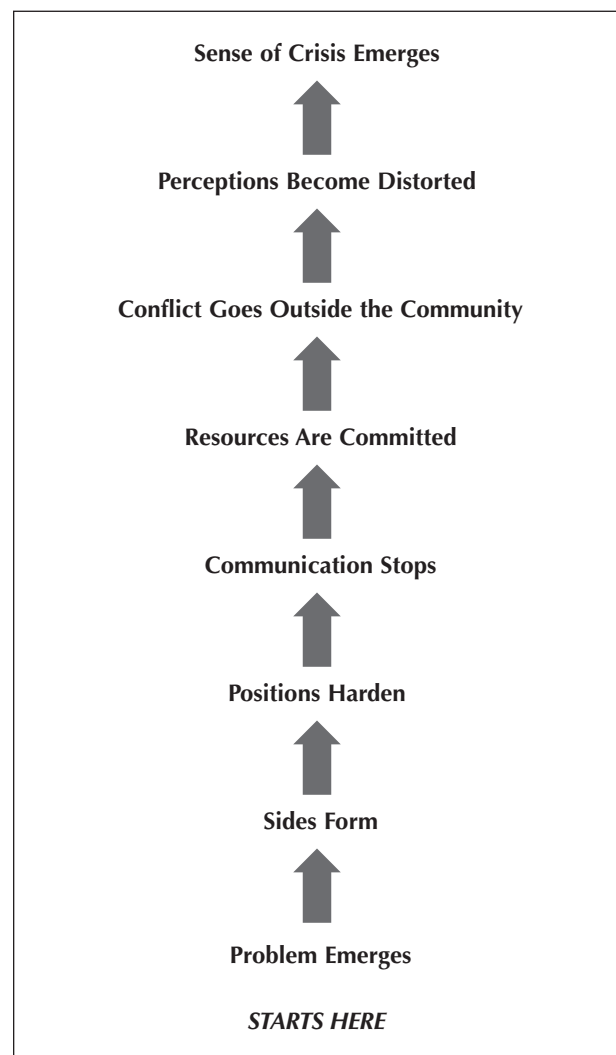 Sense of Crisis Emerges
Perceptions Become Distorted
Conflict Goes Outside the Community
Resources Are Committed
Communication Stops
Positions Harden
Sides Form
Problem Emerges
STARTS HERE